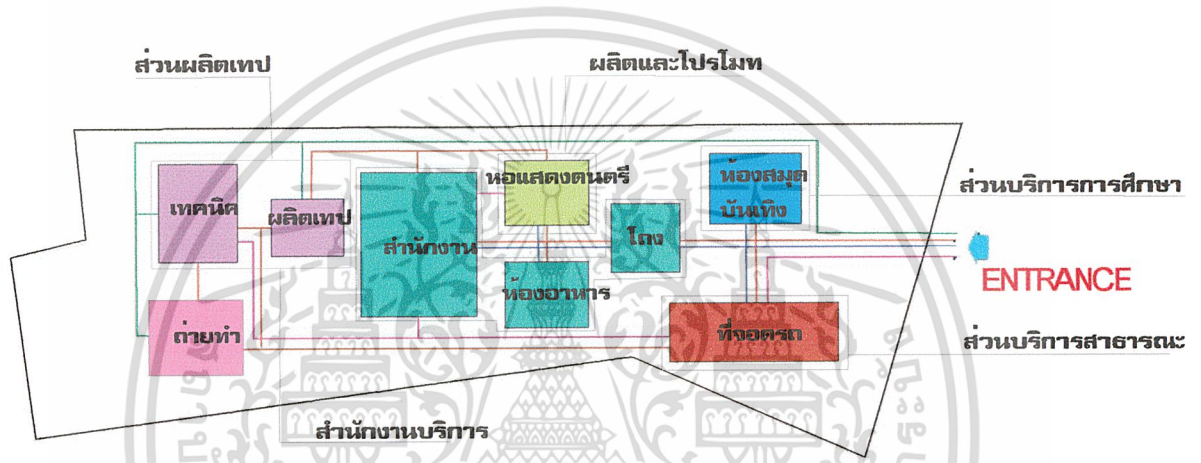 ส่วนผลิตเทป
ผลิตและโปรโมท
เทคนิค
ผลิตเทป
สำนักงาน
หอแสดงดนตรี
โถง
ห้องสมุด
บันเทิง
ส่วนบริการการศึกษา
ENTRANCE
ห้องอาหาร
ถ่ายทำ
ที่จอดรถ
ส่วนบริการสาธารณะ
สำนักงานบริการ